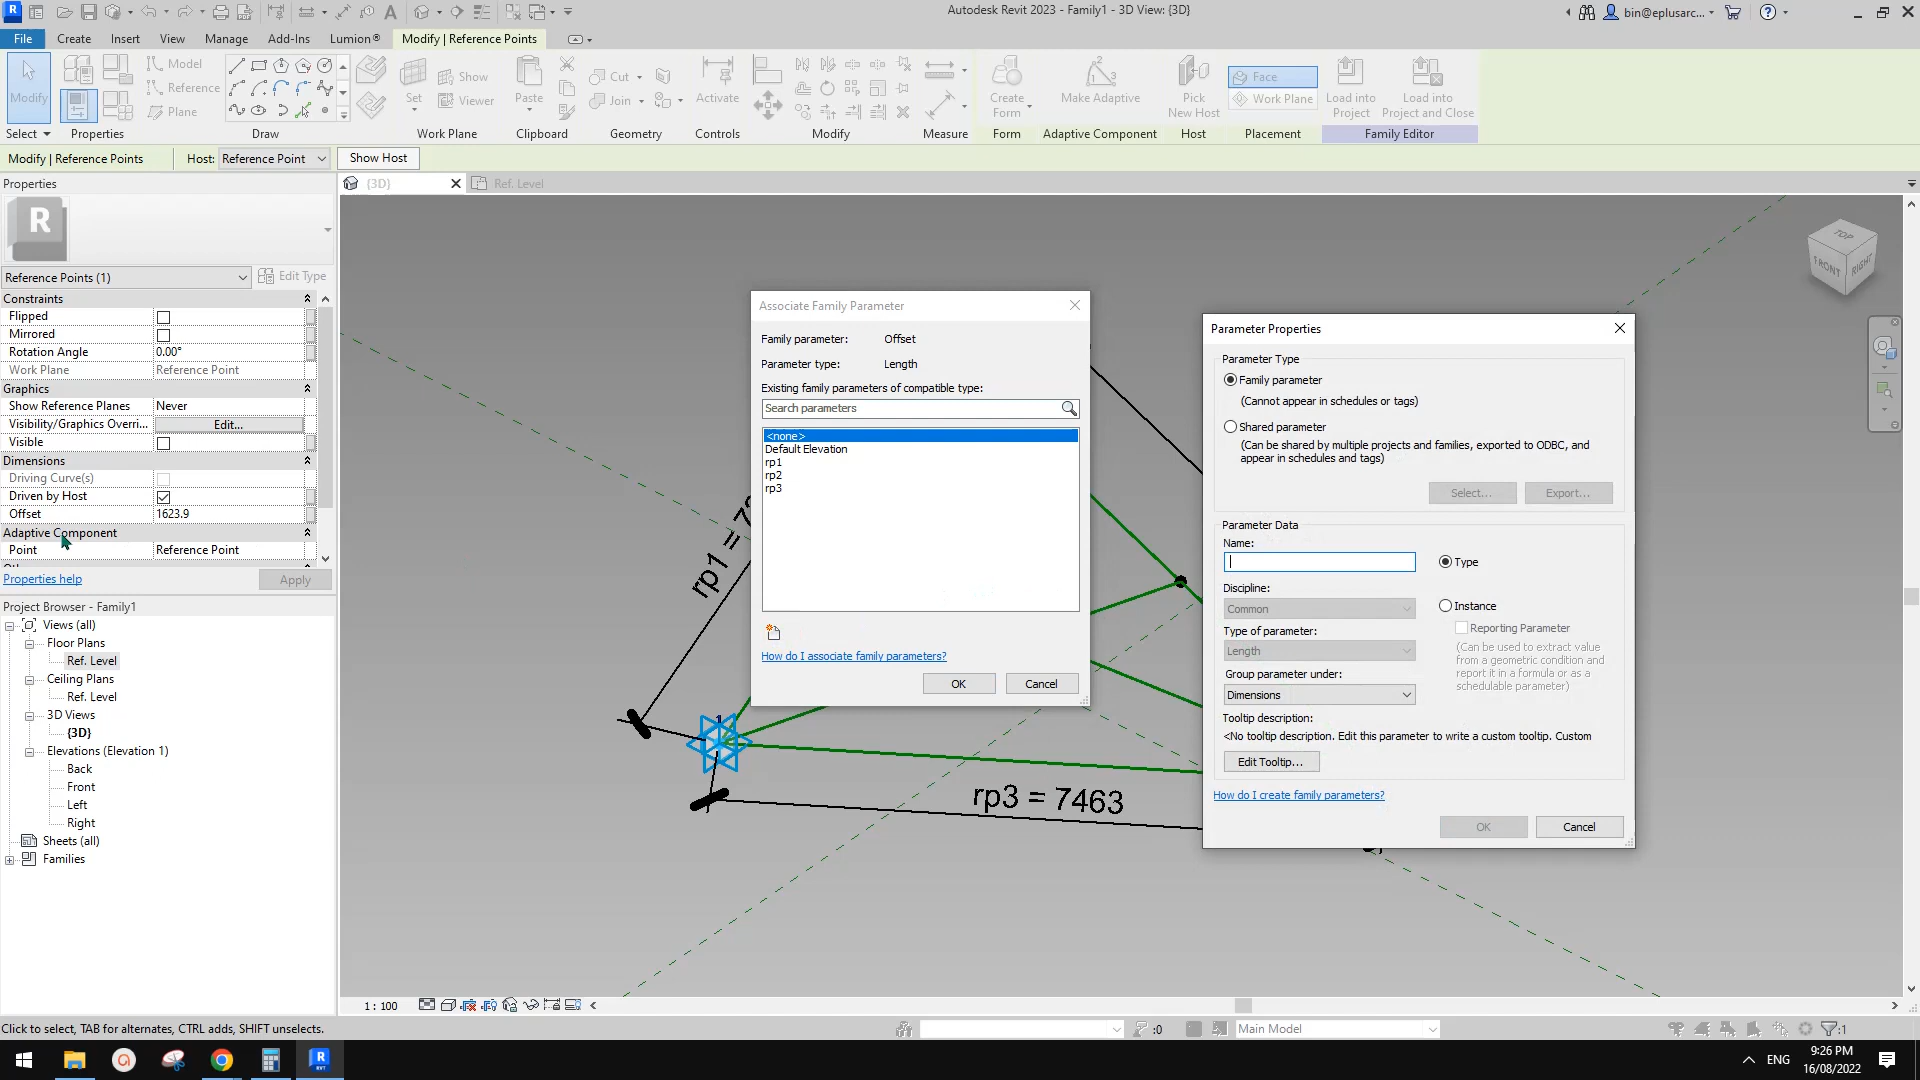 Autodesk Revit 2023 - Family1 - 3D View: {3D}
bin@eplusarc...
File
Create
Insert
View
Manage
Add-Ins
Lumion®
Modify | Reference Points
Modify
Model
Reference
Plane
Set
Show
Viewer
Paste
Cut
Join
Activate
Create
Form
Make Adaptive
Pick
New Host
Face
Work Plane
Load into
Project
Load into
Project and Close
Select
Properties
Draw
Work Plane
Clipboard
Geometry
Controls
Modify
Measure
Form
Adaptive Component
Host
Placement
Family Editor
Modify | Reference Points
Host: Reference Point
Show Host
Properties
{3D}
Ref. Level
R
Reference Points (1)
Edit Type
Constraints
Flipped
Mirrored
Rotation Angle 0.00°
Work Plane Reference Point
Graphics
Show Reference Planes Never
Visibility/Graphics Overri... Edit...
Visible
Dimensions
Driving Curve(s)
Driven by Host
Offset 1623.9
Adaptive Component
Point Reference Point
Properties help
Apply
Project Browser - Family1
Views (all)
Floor Plans
Ref. Level
Ceiling Plans
Ref. Level
3D Views
{3D}
Elevations (Elevation 1)
Back
Front
Left
Right
Sheets (all)
Families
TOP
FRONT
RIGHT
rp1 = 7
rp3 = 7463
1
Associate Family Parameter
Family parameter: Offset
Parameter type: Length
Existing family parameters of compatible type:
Search parameters
<none>
Default Elevation
rp1
rp2
rp3
How do I associate family parameters?
OK
Cancel
Parameter Properties
Parameter Type
Family parameter
(Cannot appear in schedules or tags)
Shared parameter
(Can be shared by multiple projects and families, exported to ODBC, and
appear in schedules and tags)
Select...
Export...
Parameter Data
Name:
Type
Discipline:
Common
Instance
Type of parameter:
Reporting Parameter
Length
(Can be used to extract value
from a geometric condition and
report it in a formula or as a
schedulable parameter)
Group parameter under:
Dimensions
Tooltip description:
<No tooltip description. Edit this parameter to write a custom tooltip. Custom
Edit Tooltip...
How do I create family parameters?
OK
Cancel
1 : 100
Click to select, TAB for alternates, CTRL adds, SHIFT unselects.
:0
Main Model
:1
ENG
9:26 PM
16/08/2022